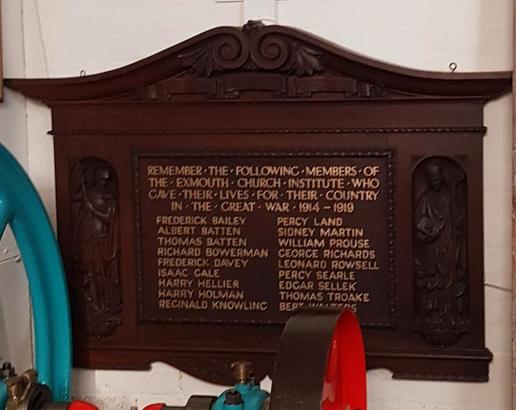 REMEMBER · THE · FOLLOWING · MEMBERS · OF
THE · EXMOUTH · CHURCH · INSTITUTE · WHO
GAVE · THEIR · LIVES · FOR · THEIR · COUNTRY
IN · THE · GREAT · WAR · 1914 – 1919
FREDERICK BAILEY
ALBERT BATTEN
THOMAS BATTEN
RICHARD BOWERMAN
FREDERICK DAVEY
ISAAC GALE
HARRY HELLIER
HARRY HOLMAN
REGINALD KNOWLING
PERCY LAND
SIDNEY MARTIN
WILLIAM PROUSE
GEORGE RICHARDS
LEONARD ROWSELL
PERCY SEARLE
EDGAR SELLEK
THOMAS TROAKE
BERT WALTERS